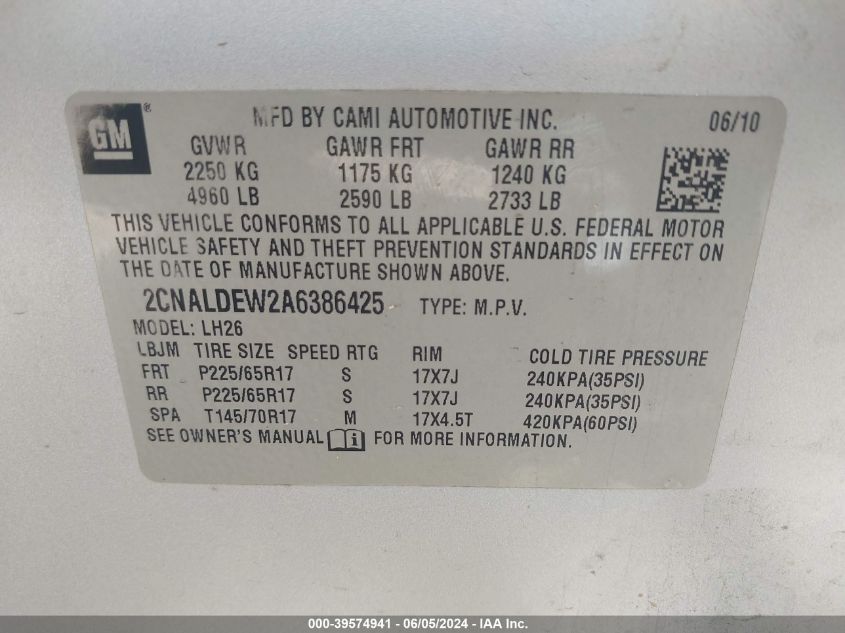 GM ® MFD BY CAMI AUTOMOTIVE INC. 06/10
GVWR GAWR FRT GAWR RR
2250 KG 1175 KG 1240 KG
4960 LB 2590 LB 2733 LB
THIS VEHICLE CONFORMS TO ALL APPLICABLE U.S. FEDERAL MOTOR
VEHICLE SAFETY AND THEFT PREVENTION STANDARDS IN EFFECT ON
THE DATE OF MANUFACTURE SHOWN ABOVE.
2CNALDEW2A6386425 TYPE: M.P.V.
MODEL: LH26
LBJM TIRE SIZE SPEED RTG RIM COLD TIRE PRESSURE
FRT P225/65R17 S 17X7J 240KPA(35PSI)
RR P225/65R17 S 17X7J 240KPA(35PSI)
SPA T145/70R17 M 17X4.5T 420KPA(60PSI)
SEE OWNER'S MANUAL i FOR MORE INFORMATION.
000-39574941 - 06/05/2024 - IAA Inc.